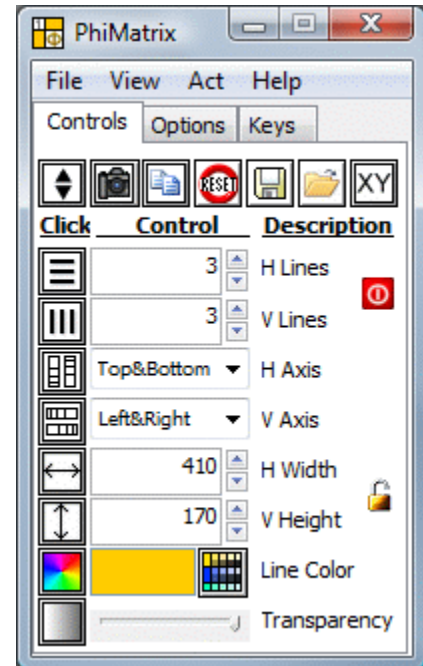 PhiMatrix
File View Act Help
Controls Options Keys
RESET XY
Click Control Description
3 H Lines
3 V Lines
Top&Bottom H Axis
Left&Right V Axis
410 H Width
170 V Height
Line Color
Transparency